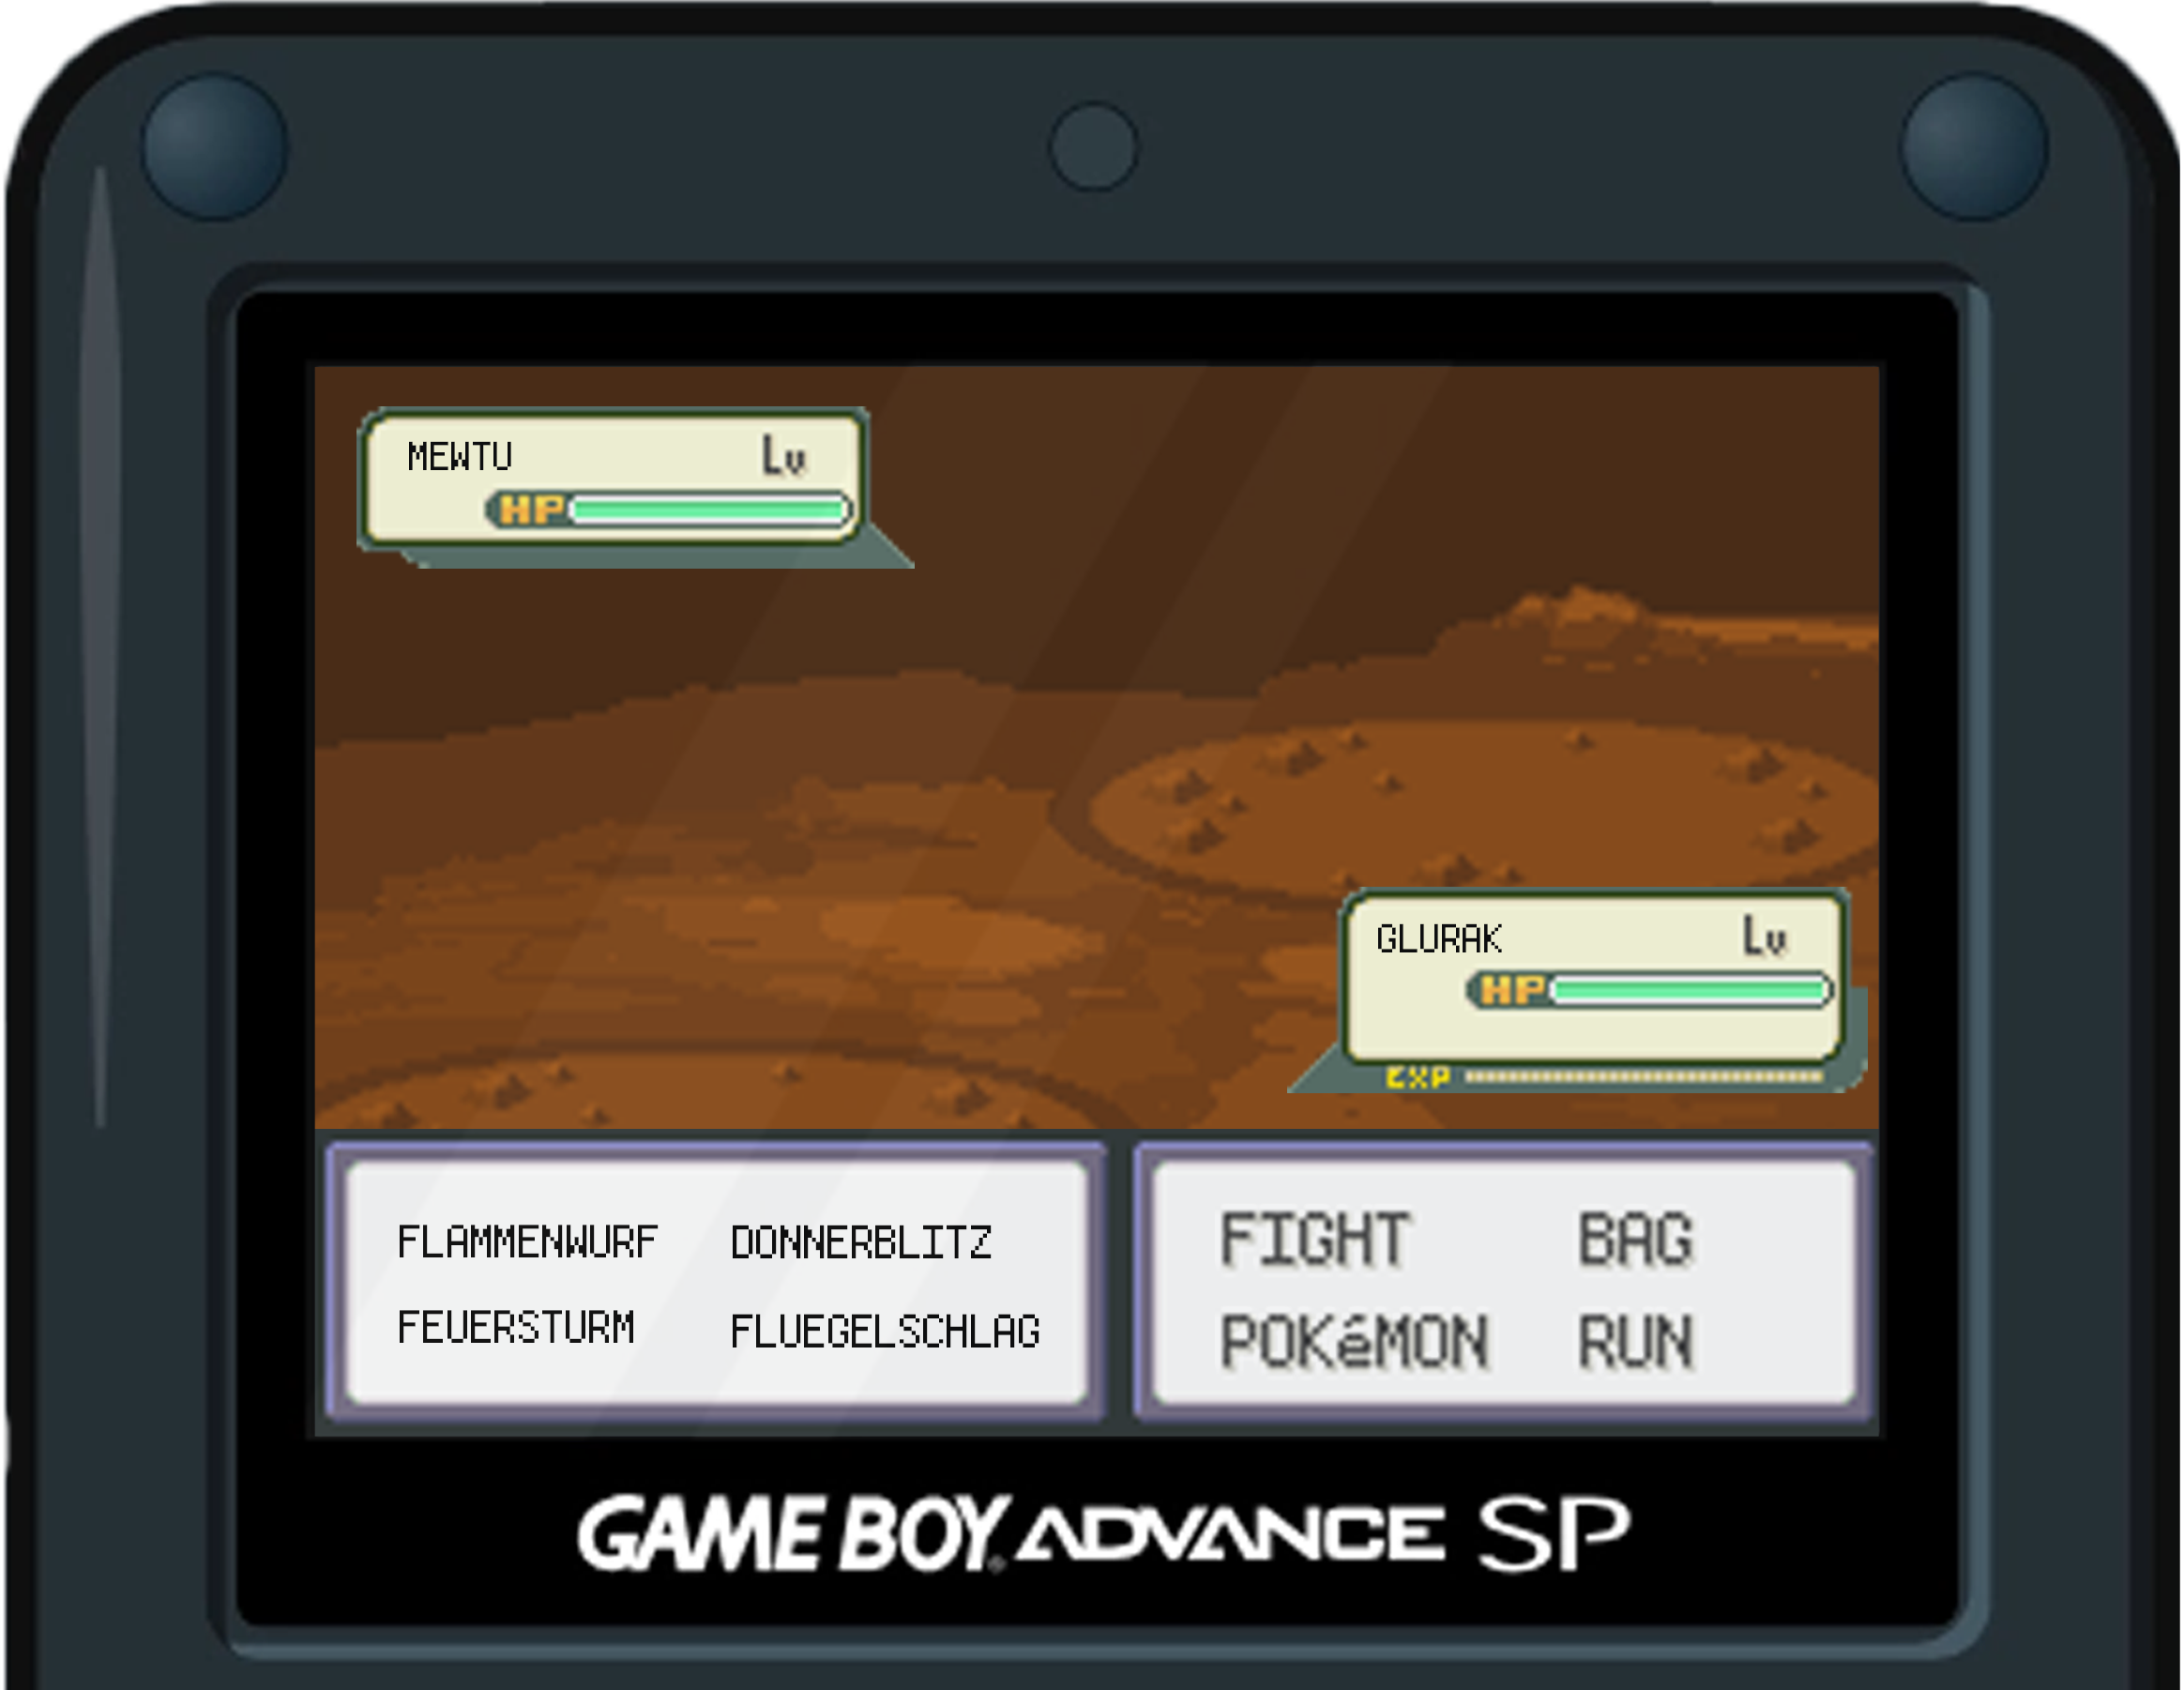 MEWTU Lv
HP
GLURAK Lv
HP
EXP
FLAMMENWURF DONNERBLITZ
FEUERSTURM FLUEGELSCHLAG
FIGHT BAG
POKéMON RUN
GAME BOY ADVANCE SP